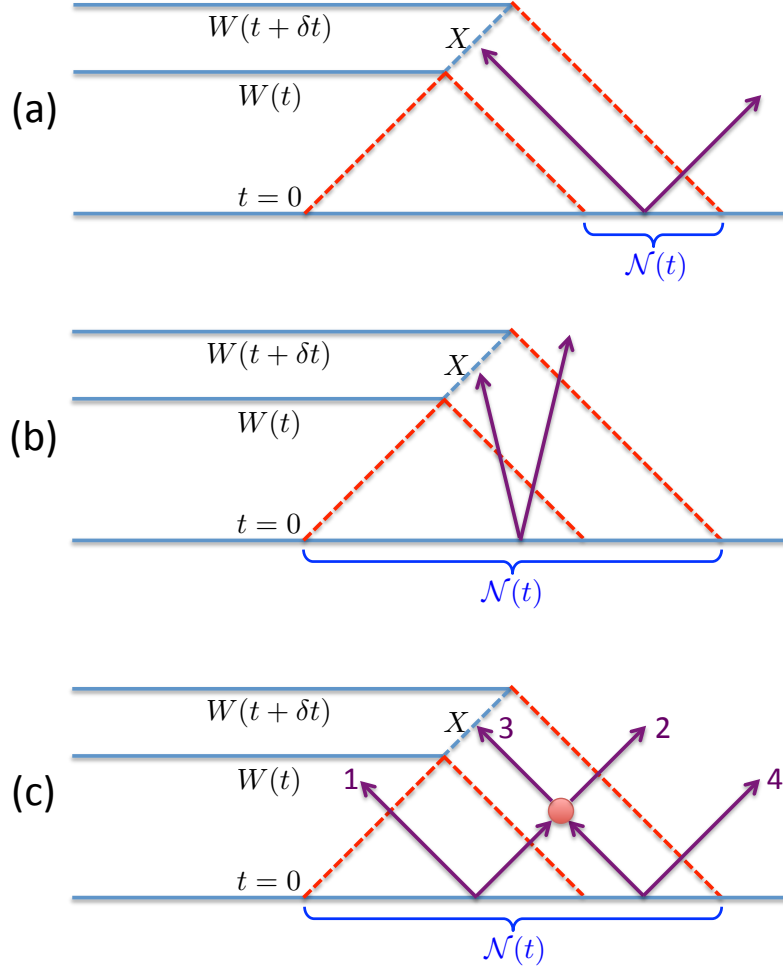 W(t + δt)
X
W(t)
(a)
t = 0
𝒩(t)
W(t + δt)
X
W(t)
(b)
t = 0
𝒩(t)
W(t + δt)
X 3 2
W(t)
1 4
(c)
t = 0
𝒩(t)